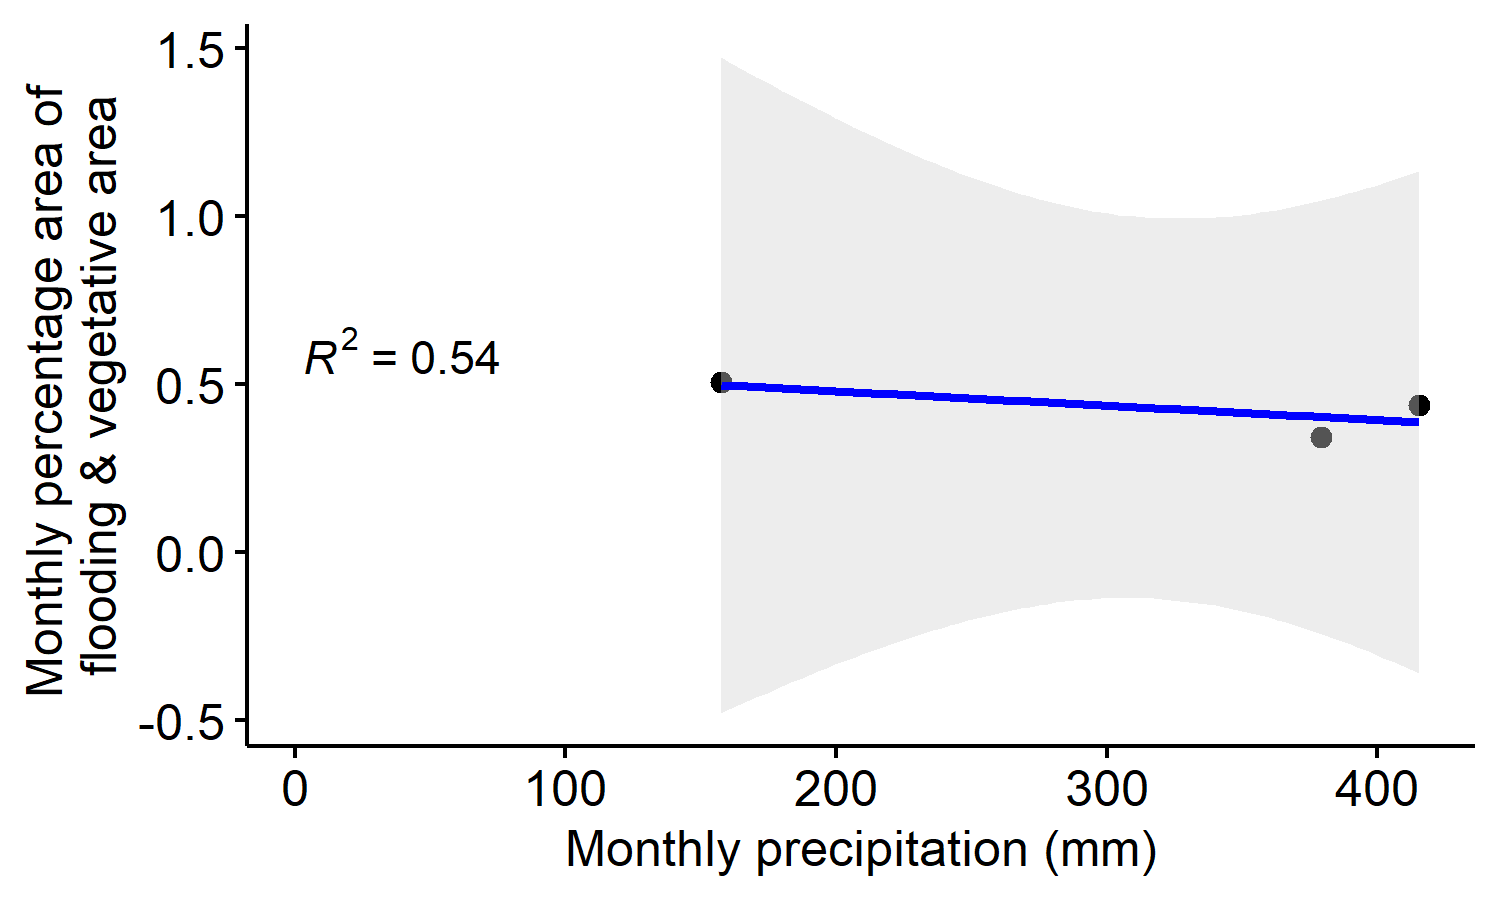 Monthly percentage area of
flooding & vegetative area
1.5
1.0
0.5
0.0
-0.5
R² = 0.54
0 100 200 300 400
Monthly precipitation (mm)